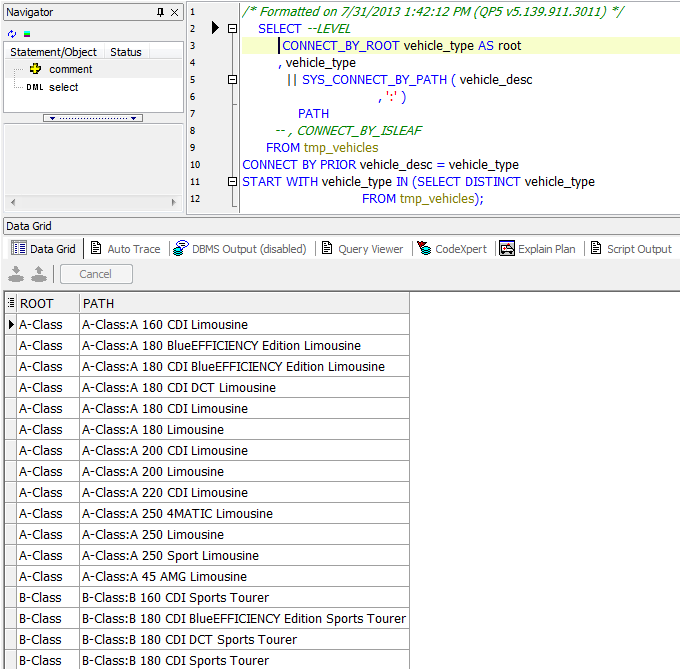 Navigator
Statement/Object Status
comment
DML select
1 /* Formatted on 7/31/2013 1:42:12 PM (QP5 v5.139.911.3011) */
2 SELECT --LEVEL
3 CONNECT_BY_ROOT vehicle_type AS root
4 , vehicle_type
5 || SYS_CONNECT_BY_PATH ( vehicle_desc
6 , ':' )
7 PATH
8 -- , CONNECT_BY_ISLEAF
9 FROM tmp_vehicles
10 CONNECT BY PRIOR vehicle_desc = vehicle_type
11 START WITH vehicle_type IN (SELECT DISTINCT vehicle_type
12 FROM tmp_vehicles);
Data Grid
Data Grid Auto Trace DBMS Output (disabled) Query Viewer CodeXpert Explain Plan Script Output
Cancel
ROOT PATH
A-Class A-Class:A 160 CDI Limousine
A-Class A-Class:A 180 BlueEFFICIENCY Edition Limousine
A-Class A-Class:A 180 CDI BlueEFFICIENCY Edition Limousine
A-Class A-Class:A 180 CDI DCT Limousine
A-Class A-Class:A 180 CDI Limousine
A-Class A-Class:A 180 Limousine
A-Class A-Class:A 200 CDI Limousine
A-Class A-Class:A 200 Limousine
A-Class A-Class:A 220 CDI Limousine
A-Class A-Class:A 250 4MATIC Limousine
A-Class A-Class:A 250 Limousine
A-Class A-Class:A 250 Sport Limousine
A-Class A-Class:A 45 AMG Limousine
B-Class B-Class:B 160 CDI Sports Tourer
B-Class B-Class:B 180 CDI BlueEFFICIENCY Edition Sports Tourer
B-Class B-Class:B 180 CDI DCT Sports Tourer
B-Class B-Class:B 180 CDI Sports Tourer